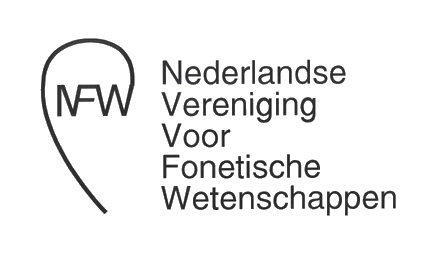 NFW
Nederlandse
Vereniging
Voor
Fonetische
Wetenschappen